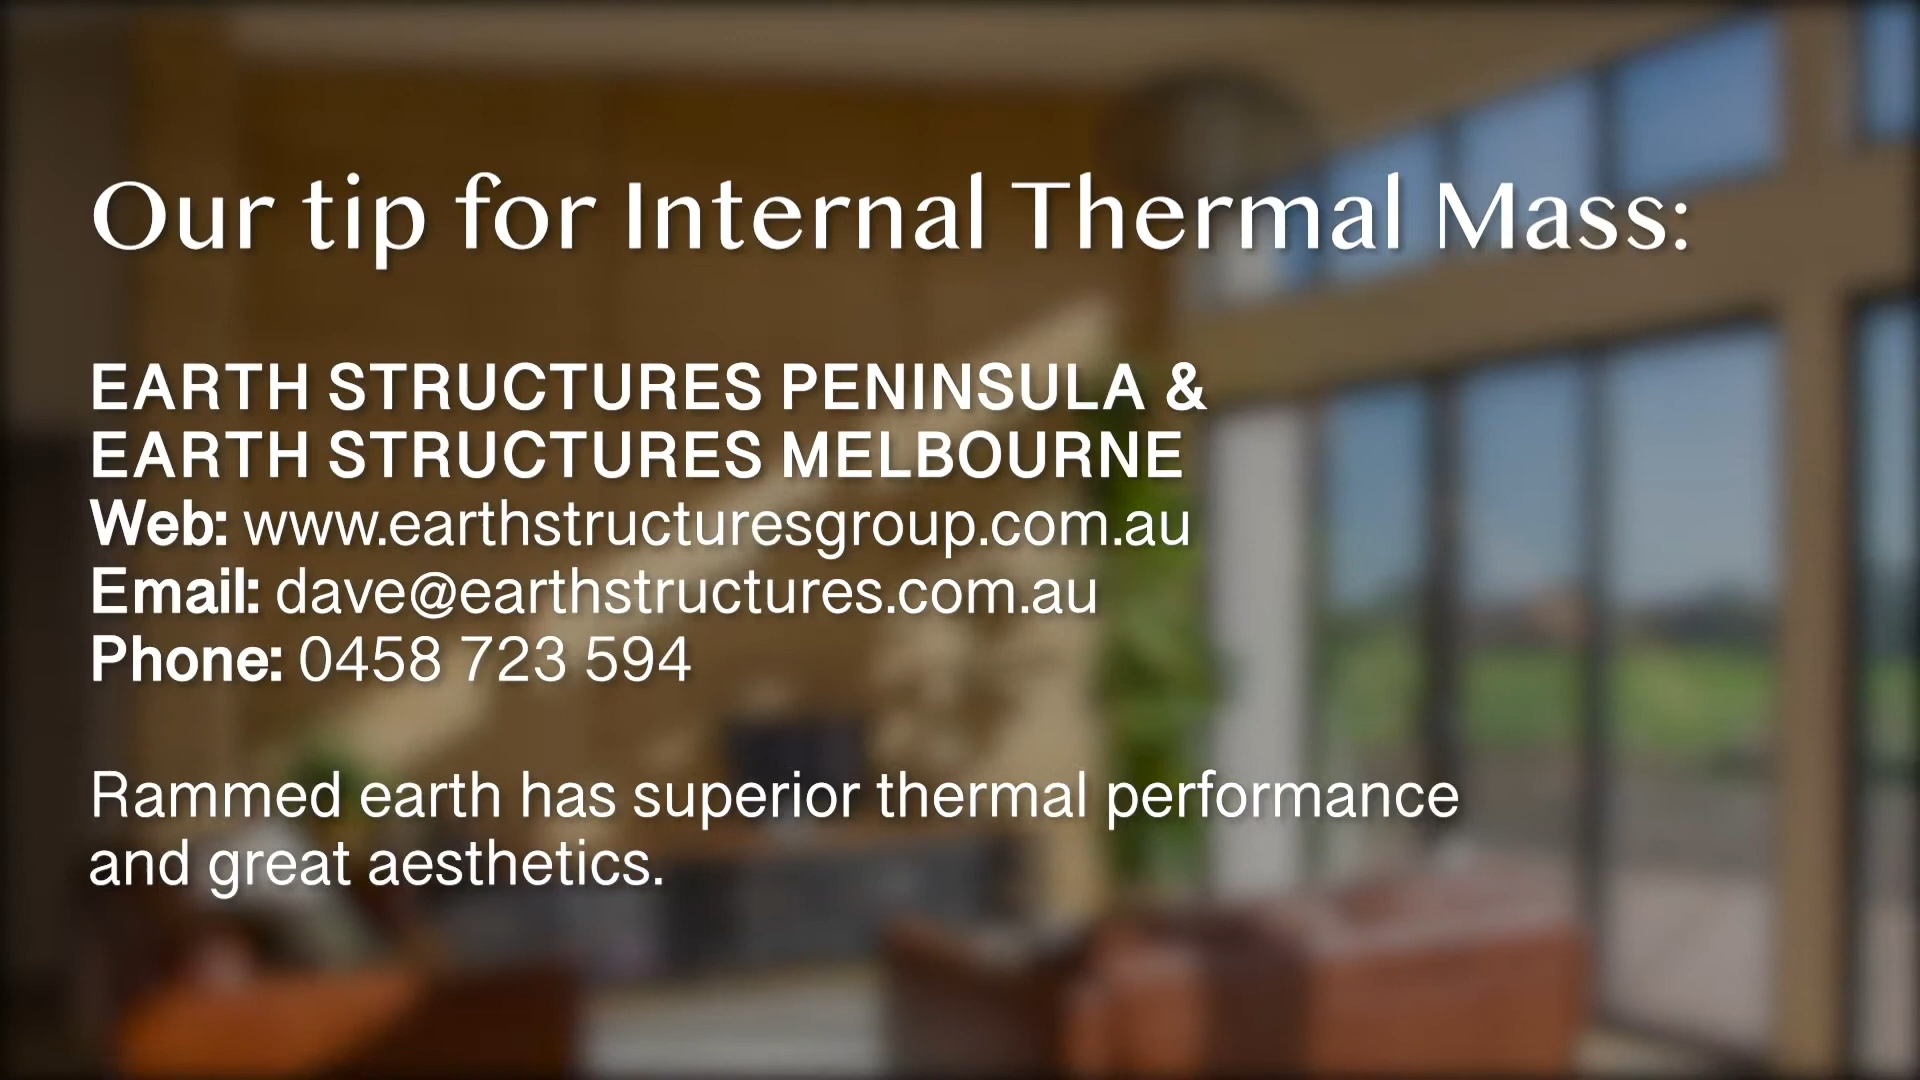 Our tip for Internal Thermal Mass:
EARTH STRUCTURES PENINSULA &
EARTH STRUCTURES MELBOURNE
Web: www.earthstructuresgroup.com.au
Email: dave@earthstructures.com.au
Phone: 0458 723 594
Rammed earth has superior thermal performance
and great aesthetics.